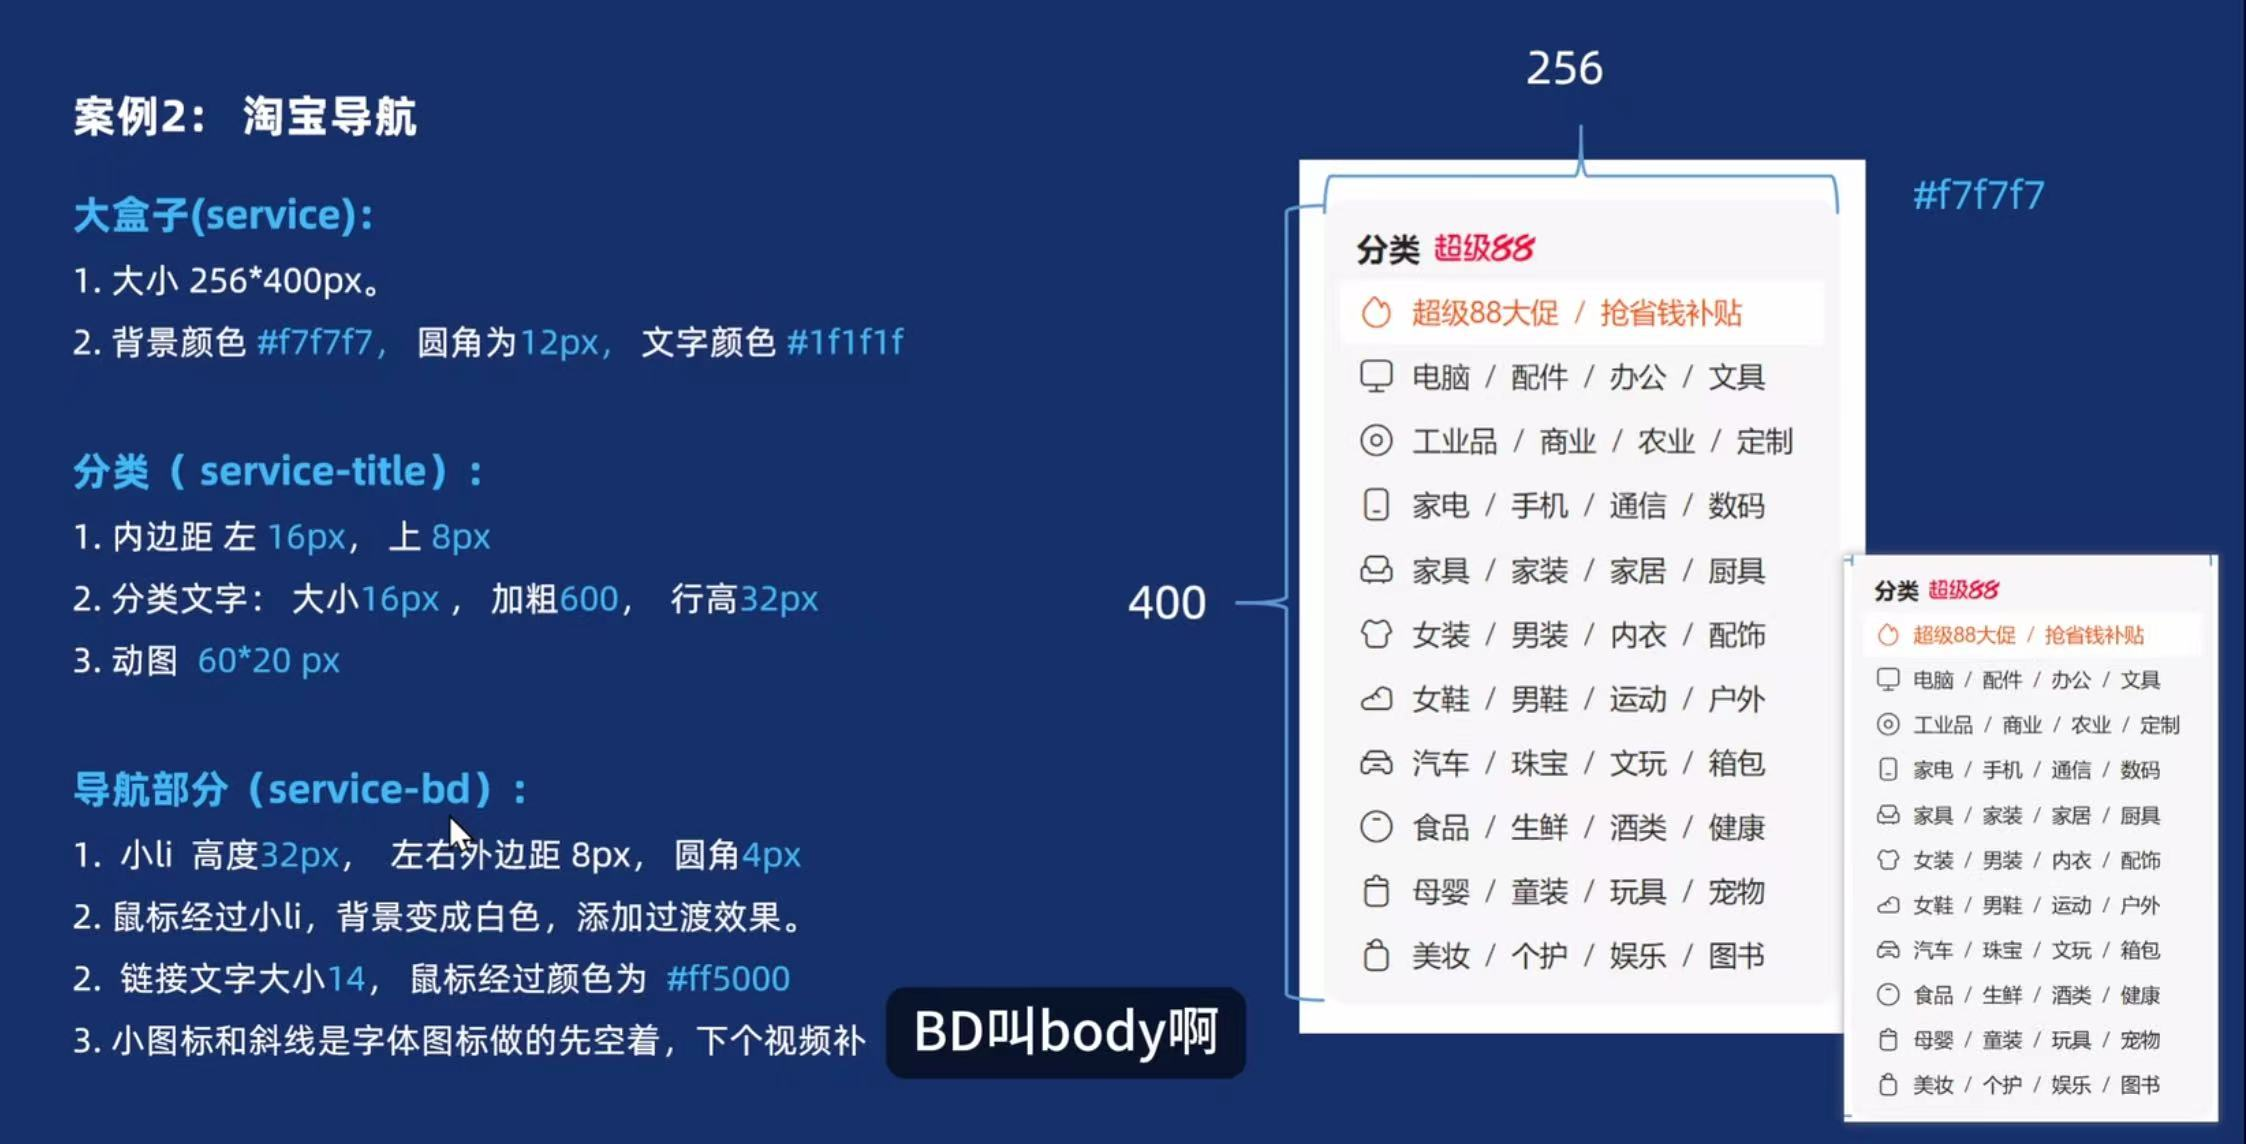 案例2： 淘宝导航
大盒子(service)：
1. 大小 256*400px。
2. 背景颜色 #f7f7f7， 圆角为12px， 文字颜色 #1f1f1f
分类（ service-title）:
1. 内边距 左 16px， 上 8px
2. 分类文字： 大小16px ， 加粗600， 行高32px
3. 动图 60*20 px
导航部分（service-bd）:
1. 小li 高度32px， 左右外边距 8px， 圆角4px
2. 鼠标经过小li，背景变成白色，添加过渡效果。
2. 链接文字大小14， 鼠标经过颜色为 #ff5000
3. 小图标和斜线是字体图标做的先空着，下个视频补
BD叫body啊
256
400
#f7f7f7
分类 超级88
超级88大促 / 抢省钱补贴
电脑 / 配件 / 办公 / 文具
工业品 / 商业 / 农业 / 定制
家电 / 手机 / 通信 / 数码
家具 / 家装 / 家居 / 厨具
女装 / 男装 / 内衣 / 配饰
女鞋 / 男鞋 / 运动 / 户外
汽车 / 珠宝 / 文玩 / 箱包
食品 / 生鲜 / 酒类 / 健康
母婴 / 童装 / 玩具 / 宠物
美妆 / 个护 / 娱乐 / 图书
分类 超级88
超级88大促 / 抢省钱补贴
电脑 / 配件 / 办公 / 文具
工业品 / 商业 / 农业 / 定制
家电 / 手机 / 通信 / 数码
家具 / 家装 / 家居 / 厨具
女装 / 男装 / 内衣 / 配饰
女鞋 / 男鞋 / 运动 / 户外
汽车 / 珠宝 / 文玩 / 箱包
食品 / 生鲜 / 酒类 / 健康
母婴 / 童装 / 玩具 / 宠物
美妆 / 个护 / 娱乐 / 图书